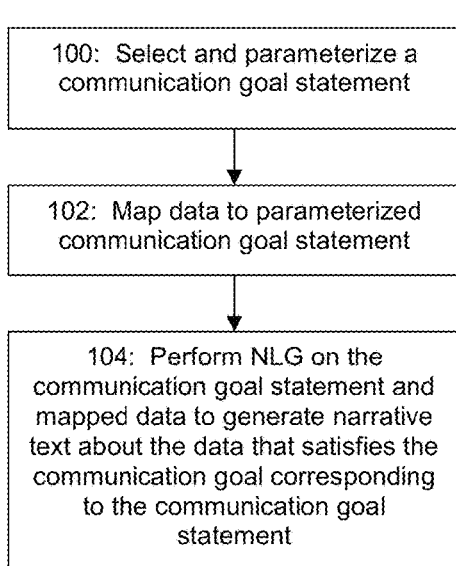 100: Select and parameterize a
communication goal statement
102: Map data to parameterized
communication goal statement
104: Perform NLG on the
communication goal statement and
mapped data to generate narrative
text about the data that satisfies the
communication goal corresponding
to the communication goal
statement